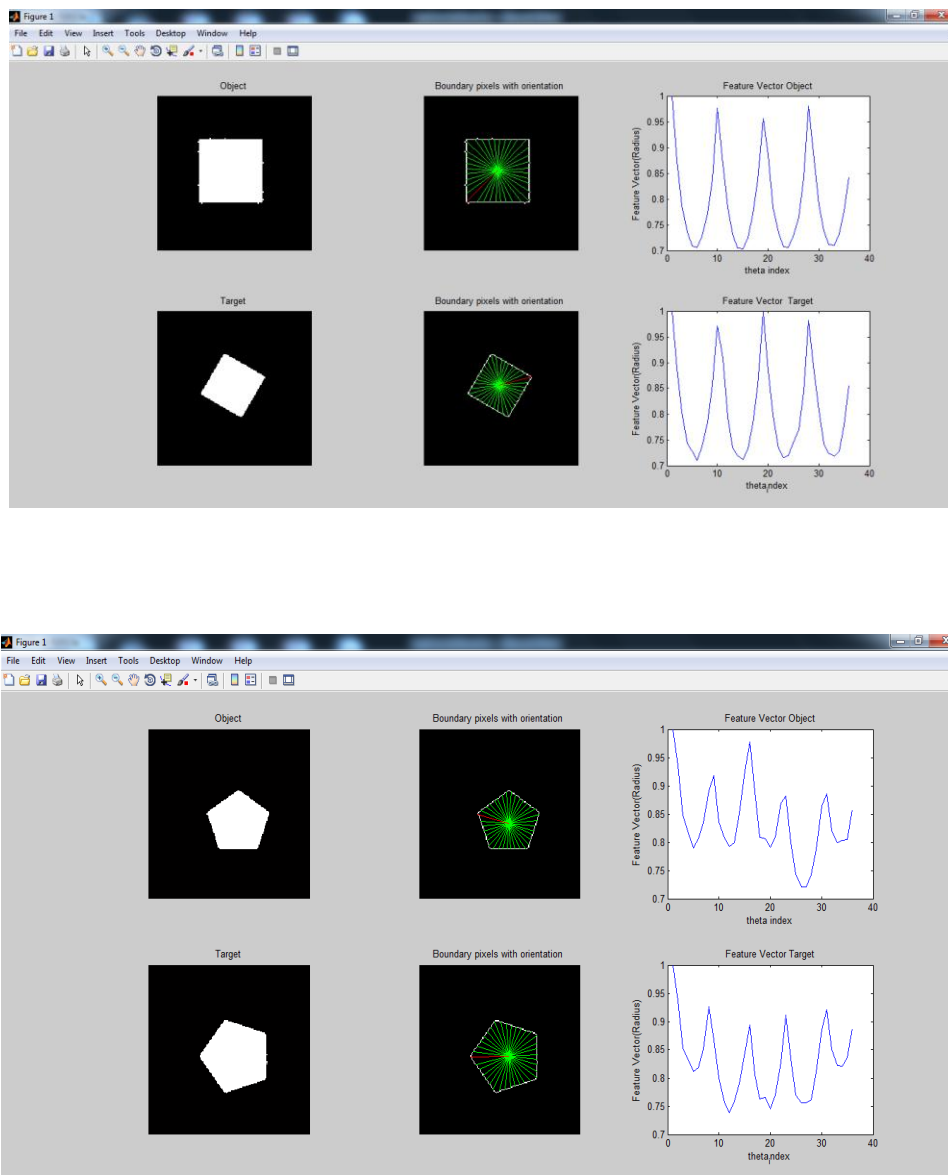 Figure 1
File Edit View Insert Tools Desktop Window Help
Object Boundary pixels with orientation Feature Vector Object
1
0.95
0.9
0.85
0.8
0.75
0.7
Feature Vector(Radius)
0 10 20 30 40
theta index
Target Boundary pixels with orientation Feature Vector Target
1
0.95
0.9
0.85
0.8
0.75
0.7
Feature Vector(Radius)
0 10 20 30 40
thetaindex
Figure 1
File Edit View Insert Tools Desktop Window Help
Object Boundary pixels with orientation Feature Vector Object
1
0.95
0.9
0.85
0.8
0.75
0.7
Feature Vector(Radius)
0 10 20 30 40
theta index
Target Boundary pixels with orientation Feature Vector Target
1
0.95
0.9
0.85
0.8
0.75
0.7
Feature Vector(Radius)
0 10 20 30 40
thetaindex